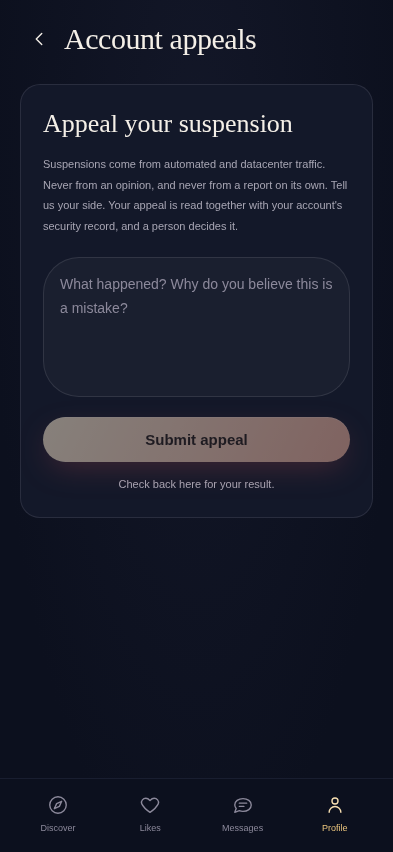 Account appeals
Appeal your suspension
Suspensions come from automated and datacenter traffic.
Never from an opinion, and never from a report on its own. Tell
us your side. Your appeal is read together with your account's
security record, and a person decides it.
What happened? Why do you believe this is
a mistake?
Submit appeal
Check back here for your result.
Discover
Likes
Messages
Profile